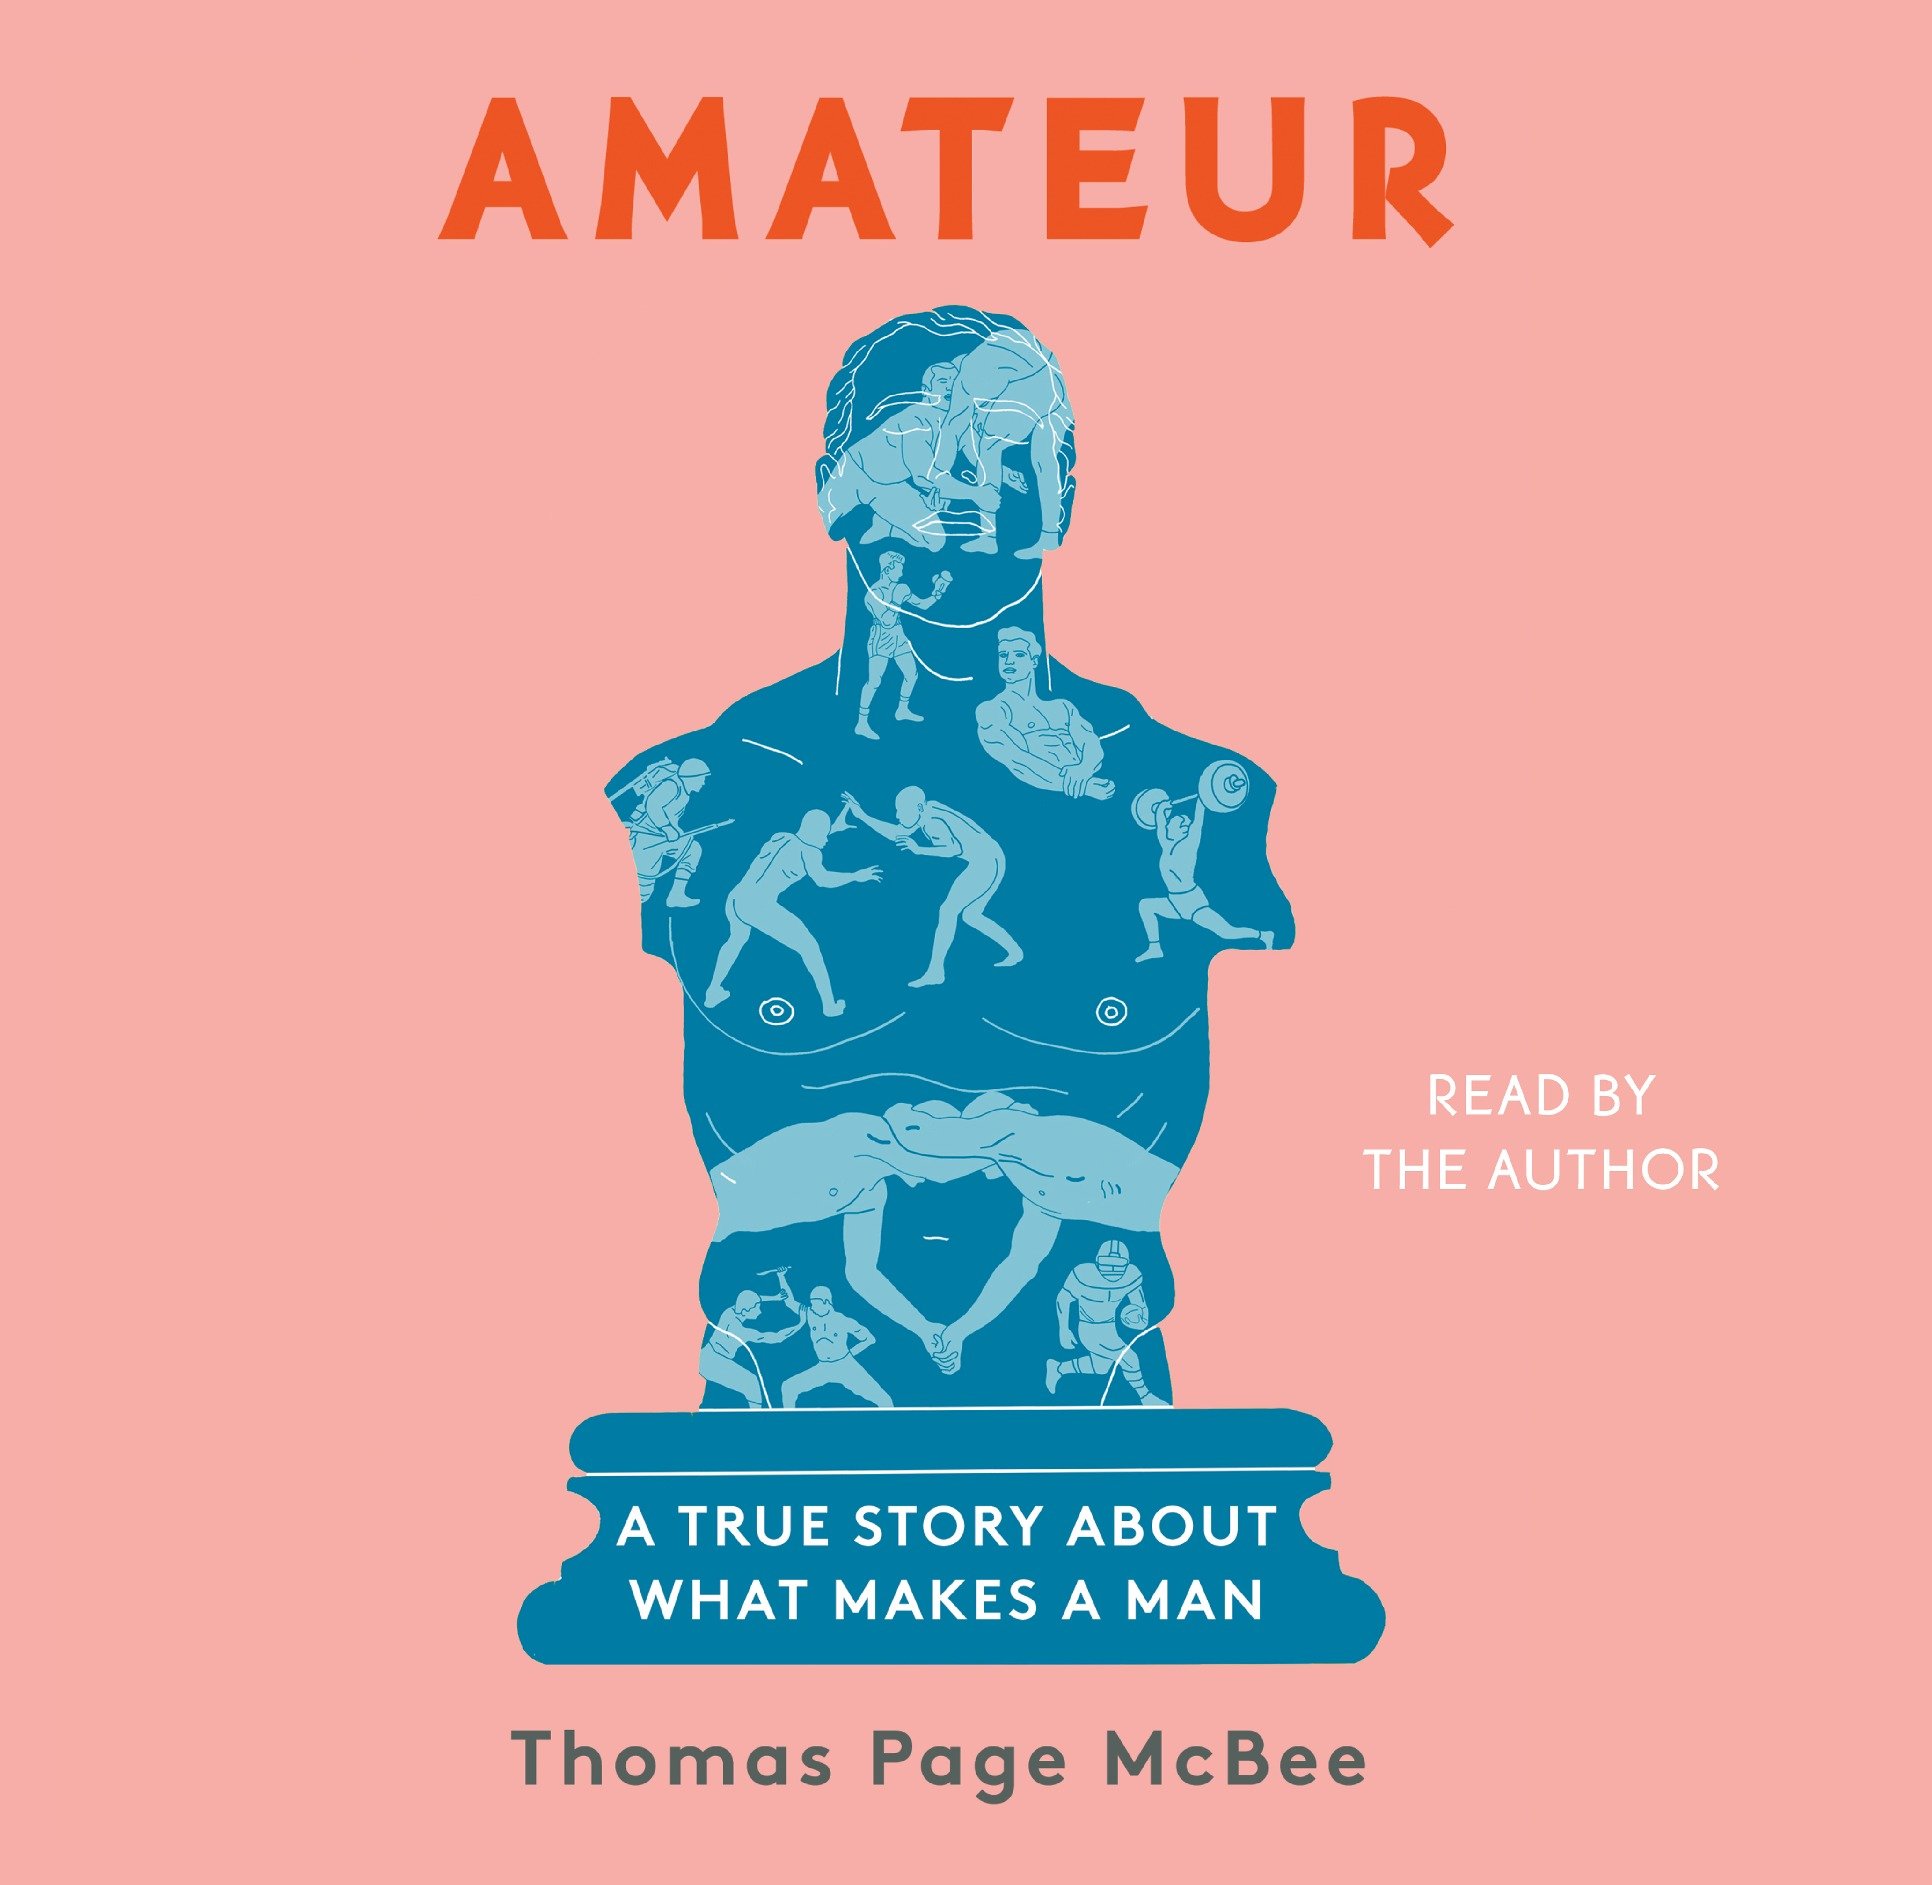 AMATEUR
READ BY
THE AUTHOR
A TRUE STORY ABOUT
WHAT MAKES A MAN
Thomas Page McBee